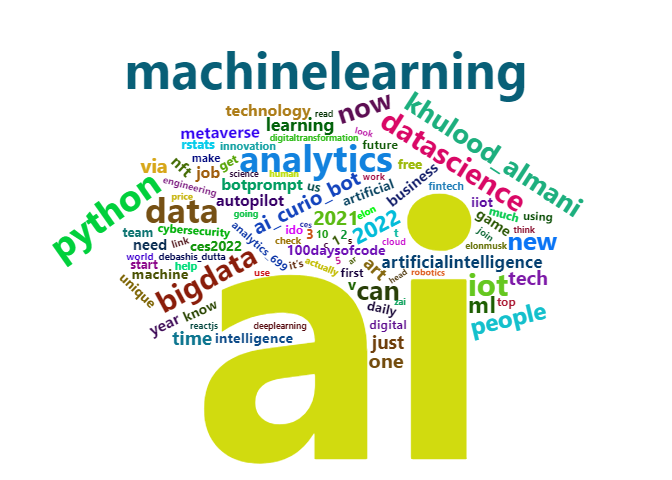 machinelearning
technology
read
now
khulood_almani
learning
metaverse
digitaltransformation
look
datascience
rstats
innovation
future
via
nft
make
get
analytics
free
job
science
human
work
engineering
botprompt
us
ai_curio_bot
artificial
business
fintech
python
price
autopilot
iiot
data
going
2021
elon
2022
game
much
using
team
cybersecurity
ido
ces
3
10
c
1
2
s
t
join
think
need
link
ces2022
analytics_699
check
100daysofcode
cloud
elonmusk
new
world_
debashis_dutta
start
help
it's
actually
5
ar
art
artificialintelligence
machine
bigdata
use
first
head
robotics
iot
tech
unique
v
can
2ai
ml
top
year
know
daily
people
reactjs
deeplearning
digital
time
intelligence
just
one
ai